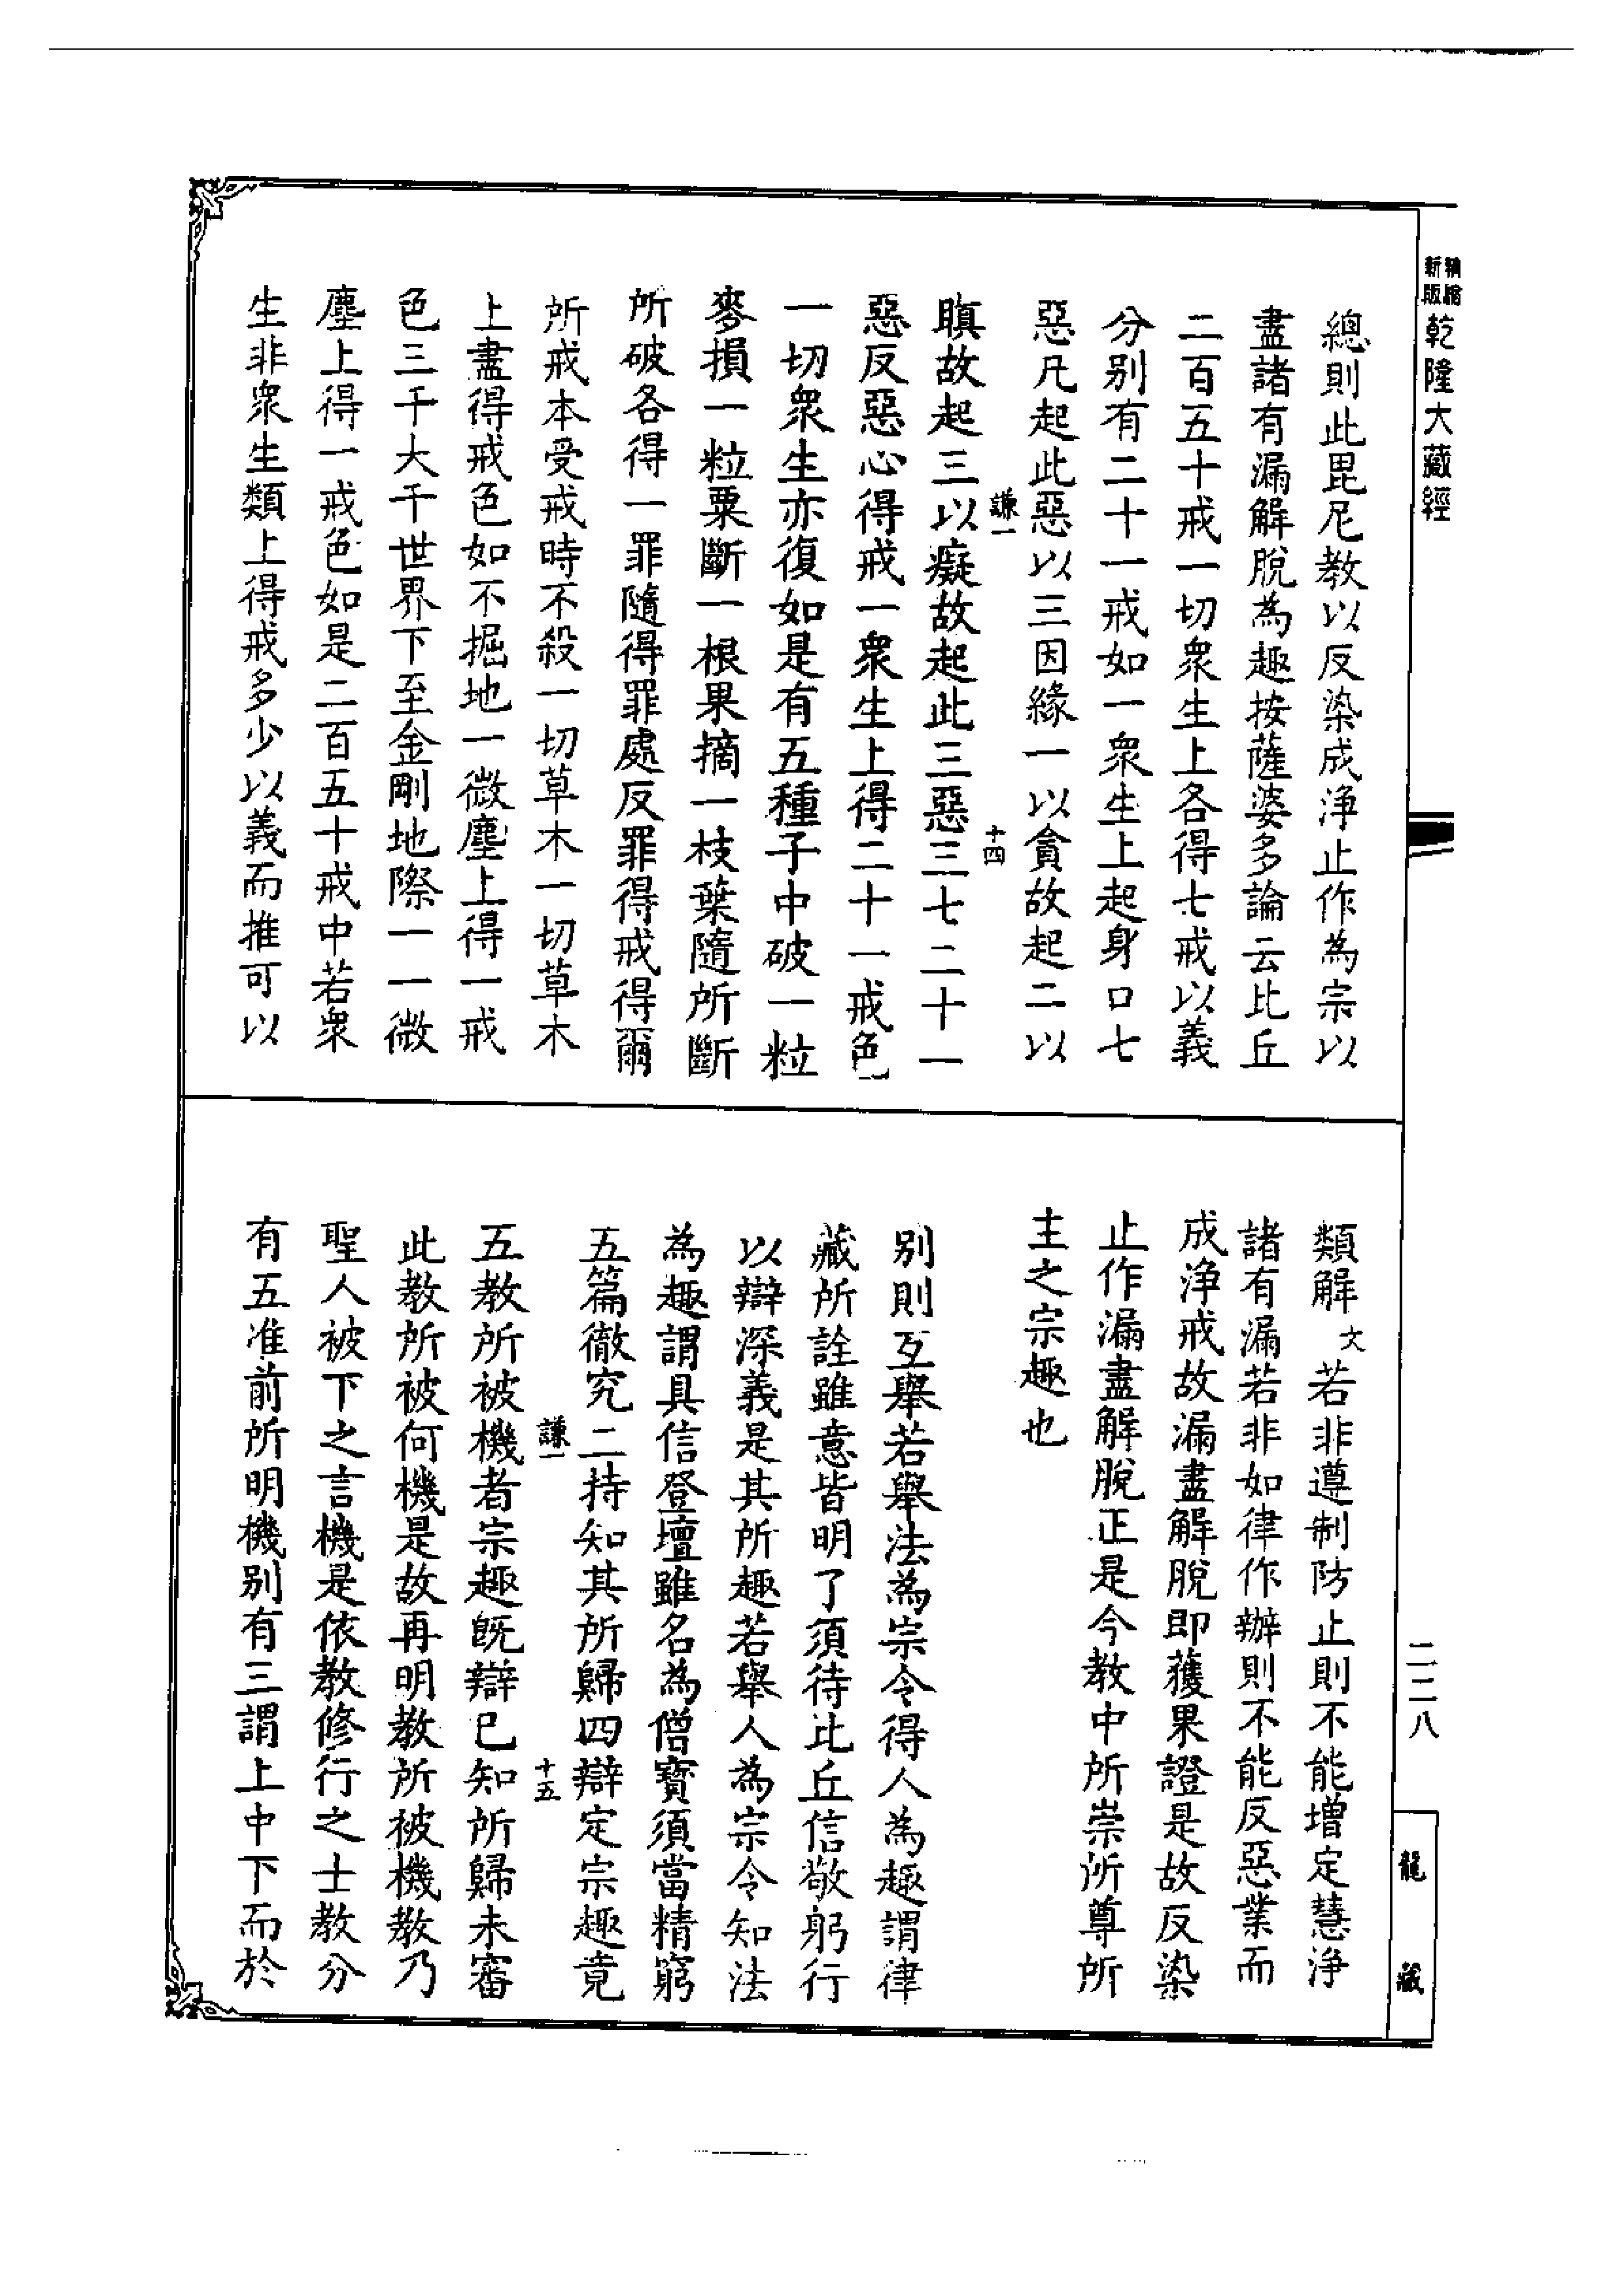 精繕
新版
乾隆大藏經
總則此毘尼教以反染成淨止作為宗以
盡諸有漏解脫為趣按薩婆多論云比丘
二百五十戒一切眾生上各得七戒以義
分別有二十一戒如一眾生上起身口七
惡凡起此惡以三因緣一以貪故起二以
謙一
十四
瞋故起三以癡故起此三惡三七二十一
惡反惡心得戒一眾生上得二十一戒色
一切眾生亦復如是有五種子中破一粒
麥損一粒粟斷一根果摘一枝葉隨所斷
所破各得一罪隨得罪處反罪得戒得爾
所戒本受戒時不殺一切草木一切草木
上盡得戒色如不掘地一微塵上得一戒
色三千大千世界下至金剛地際一一微
塵上得一戒色如是二百五十戒中若眾
生非眾生類上得戒多少以義而推可以
類解文若非遵制防止則不能增定慧淨
諸有漏若非如律作辦則不能反惡業而
成淨戒故漏盡解脫即獲果證是故反染
止作漏盡解脫正是今教中所崇所尊所
主之宗趣也
別則互舉若舉法為宗令得人為趣謂律
藏所詮雖意皆明了須待比丘信敬躬行
以辯深義是其所趣若舉人為宗令知法
為趣謂具信登壇雖名為僧寶須當精窮
五篇徹究二持知其所歸四辯定宗趣竟
謙一
十五
五教所被機者宗趣既辯已知所歸未審
此教所被何機是故再明教所被機教乃
聖人被下之言機是依教修行之士教分
有五准前所明機別有三謂上中下而於
二二八
龍藏